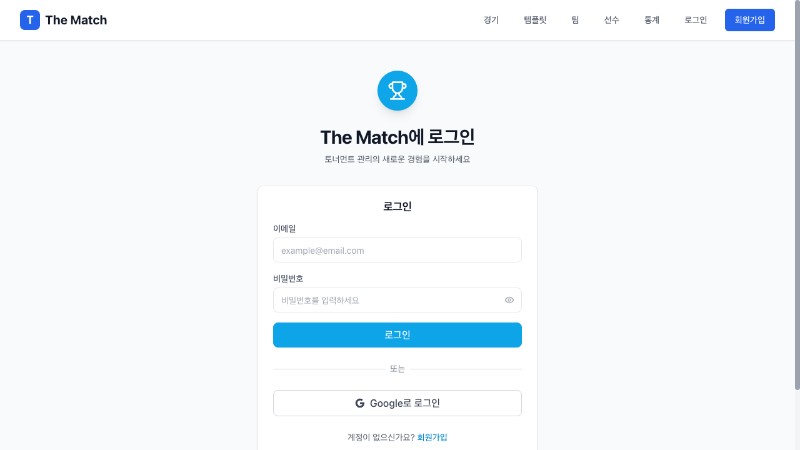 T The Match
경기 템플릿 팀 선수 통계 로그인 회원가입
The Match에 로그인
토너먼트 관리의 새로운 경험을 시작하세요
로그인
이메일
example@email.com
비밀번호
비밀번호를 입력하세요
로그인
또는
G Google로 로그인
계정이 없으신가요? 회원가입